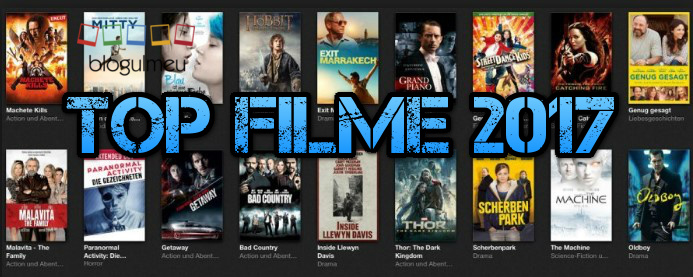 MACHETE
KILLS
UNCUT
MITTY
blogulmeu
Blau
ist eine
HOBBIT
EXIT
MARRAKECH
GRAND
PIANO
STREETDANCE KIDS
CATCHING FIRE
GENUG GESAGT
Machete Kills
Action und Abent...
Genug gesagt
Liebesgeschichten
TOP FILME 2017
MALAVITA
THE FAMILY
EXTENDED
PARANORMAL
ACTIVITY
DIE GEZEICHNETEN
GETAWAY
BAD COUNTRY
INSIDE
LLEWYN DAVIS
THOR
SCHERBEN
PARK
THE
MACHINE
Oldboy
Malavita - The
Family
Action und Abent...
Paranormal
Activity: Die...
Horror
Getaway
Action und Abent...
Bad Country
Action und Abent...
Inside Llewyn
Davis
Drama
Thor: The Dark
Kingdom
Action und Abent...
Scherbenpark
Drama
The Machine
Science-Fiction u...
Oldboy
Drama